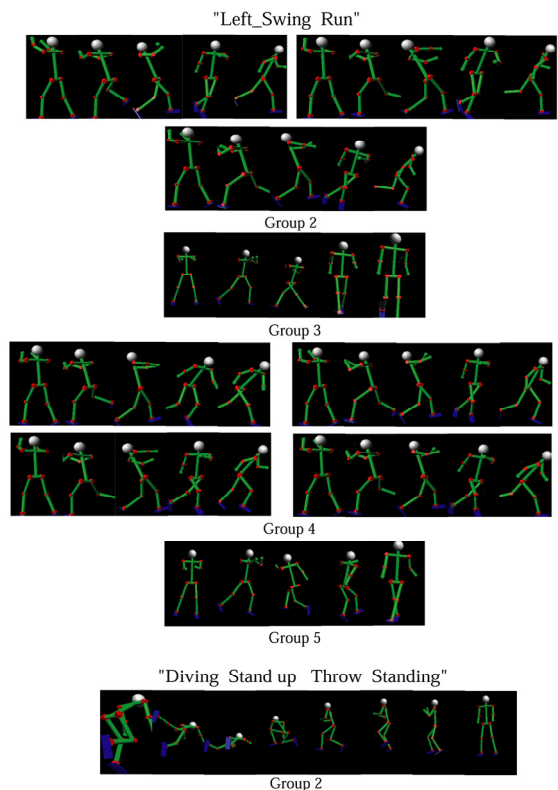 "Left_Swing Run"
Group 2
Group 3
Group 4
Group 5
"Diving Stand up Throw Standing"
Group 2